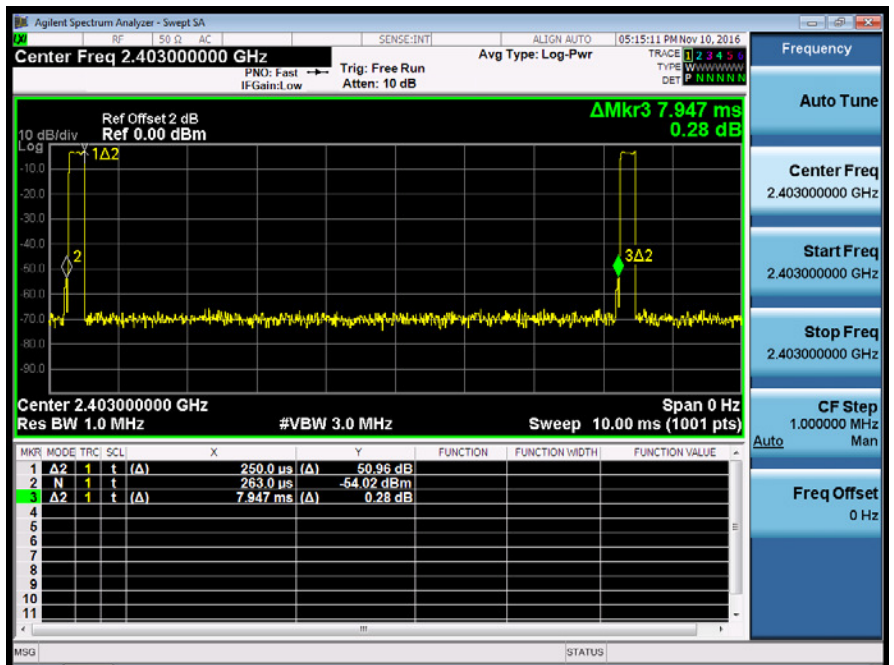 Agilent Spectrum Analyzer - Swept SA
RF 50 Ω AC SENSE:INT ALIGN AUTO 05:15:11 PM Nov 10, 2016
Center Freq 2.403000000 GHz
PNO: Fast
IFGain:Low
Trig: Free Run
Atten: 10 dB
Avg Type: Log-Pwr
TRACE 1 2 3 4 5 6
TYPE WWWWWW
DET P N N N N N
Ref Offset 2 dB
10 dB/div Ref 0.00 dBm
Log
ΔMkr3 7.947 ms
0.28 dB
1Δ2
-10.0
-20.0
-30.0
-40.0
2
3Δ2
-50.0
-60.0
-70.0
-80.0
-90.0
Center 2.403000000 GHz Span 0 Hz
Res BW 1.0 MHz #VBW 3.0 MHz Sweep 10.00 ms (1001 pts)
MKR MODE TRC SCL X Y FUNCTION FUNCTION WIDTH FUNCTION VALUE
1 Δ2 1 t (Δ) 250.0 µs (Δ) 50.96 dB
2 N 1 t 263.0 µs -54.02 dBm
3 Δ2 1 t (Δ) 7.947 ms (Δ) 0.28 dB
4
5
6
7
8
9
10
11
MSG STATUS
Frequency
Auto Tune
Center Freq
2.403000000 GHz
Start Freq
2.403000000 GHz
Stop Freq
2.403000000 GHz
CF Step
1.000000 MHz
Auto Man
Freq Offset
0 Hz